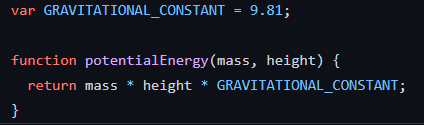 var GRAVITATIONAL_CONSTANT = 9.81;
function potentialEnergy(mass, height) {
  return mass * height * GRAVITATIONAL_CONSTANT;
}